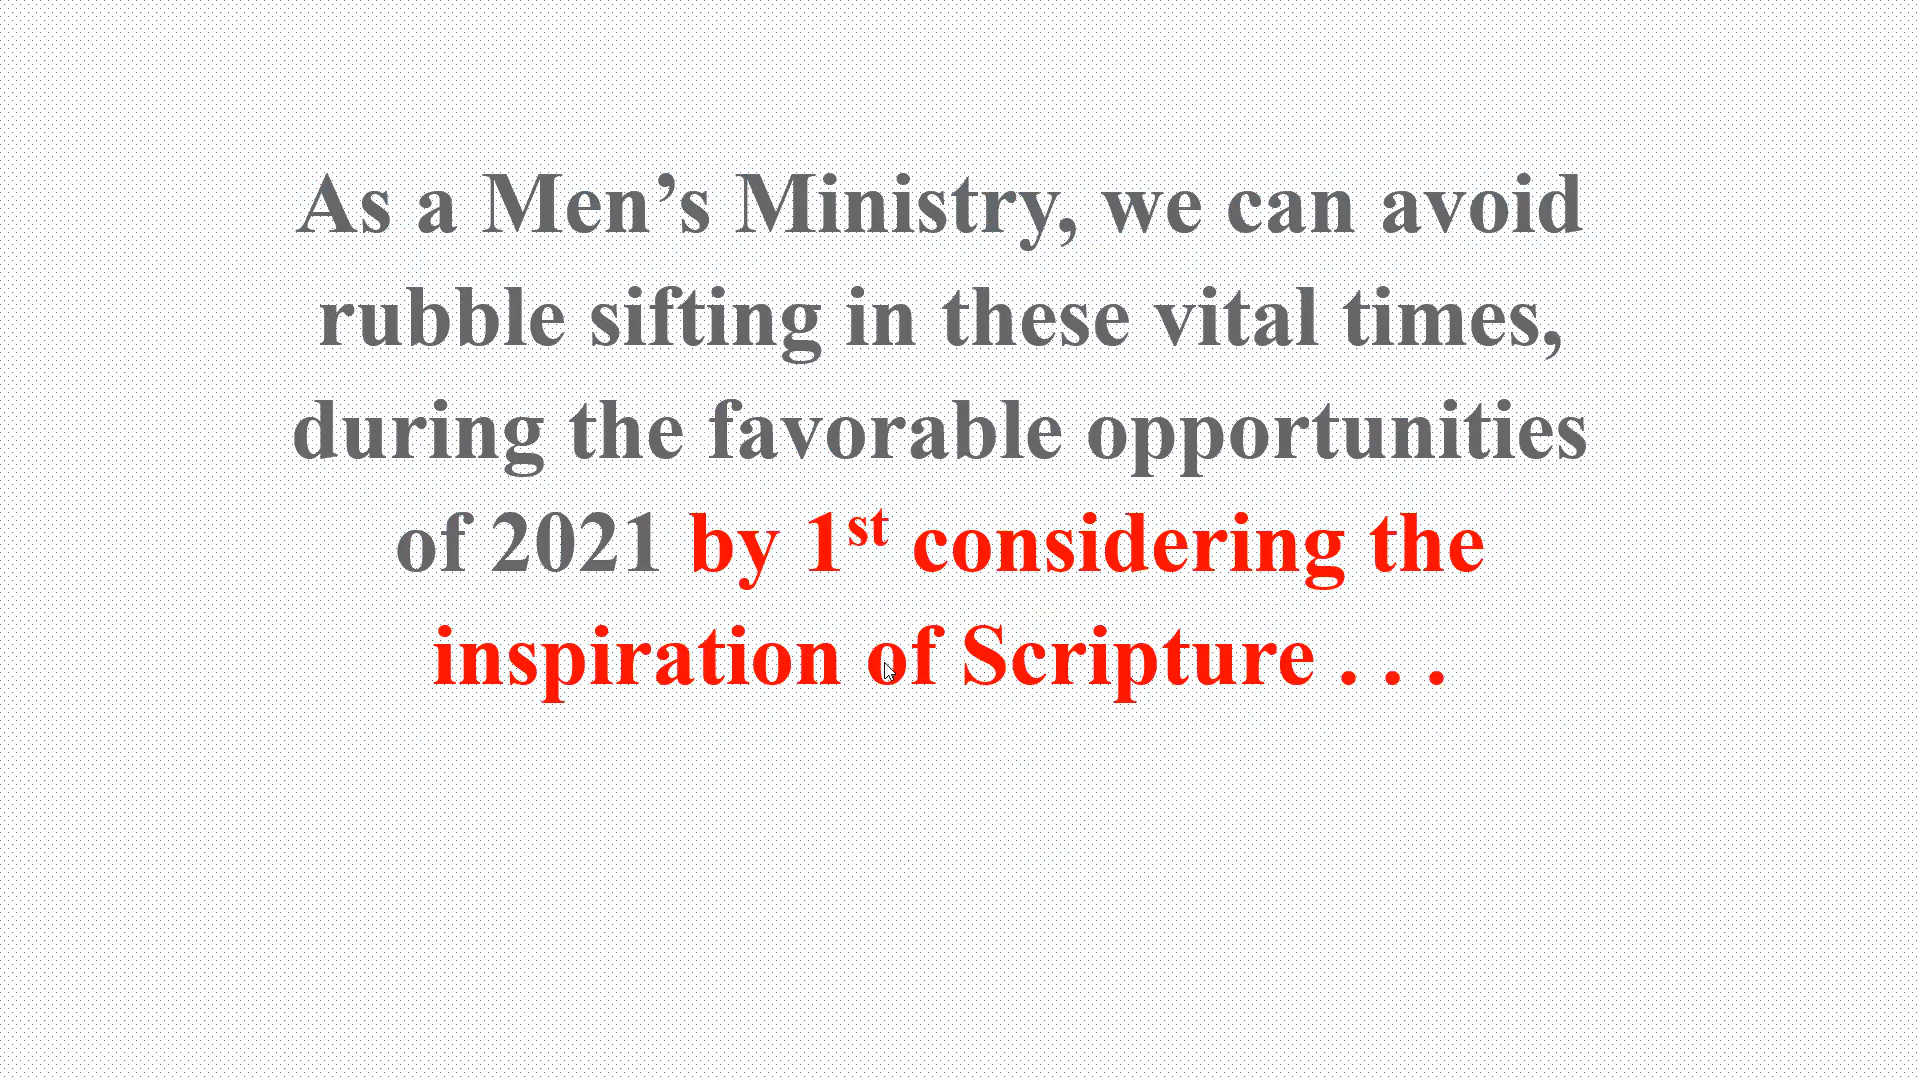 As a Men’s Ministry, we can avoid
rubble sifting in these vital times,
during the favorable opportunities
of 2021 by 1st considering the
inspiration of Scripture . . .